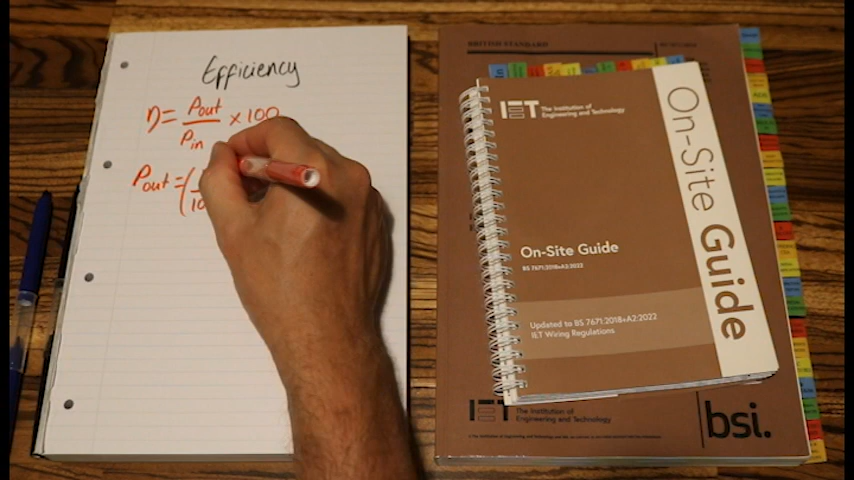 Efficiency
η = Pout / Pin × 100
Pout = (
10
BRITISH STANDARD
IET The Institution of
Engineering and Technology
On-Site Guide
On-Site Guide
BS 7671:2018+A2:2022
Updated to BS 7671:2018+A2:2022
IET Wiring Regulations
IET The Institution of
Engineering and Technology
bsi.